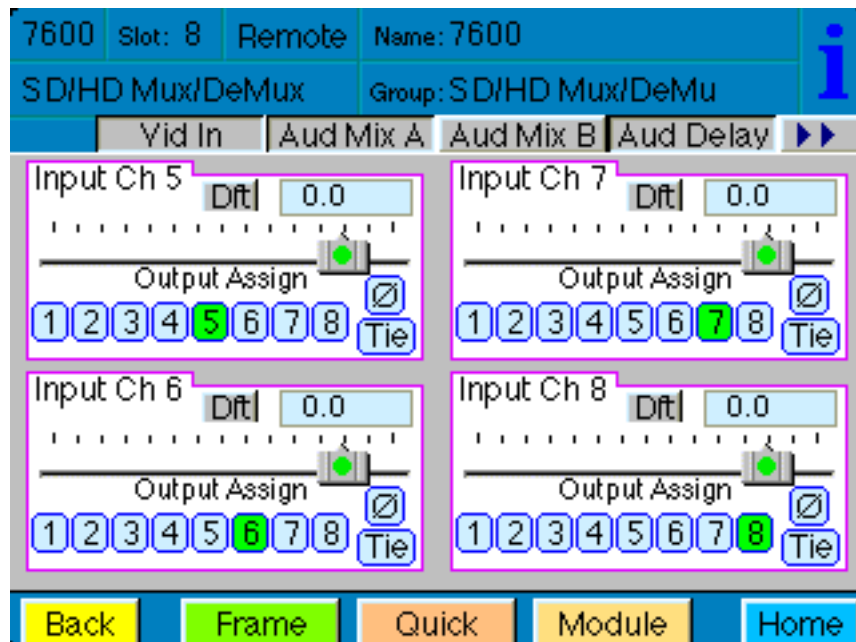 7600 Slot: 8 Remote Name: 7600 i
SD/HD Mux/DeMux Group: SD/HD Mux/DeMu
Vid In Aud Mix A Aud Mix B Aud Delay
Input Ch 5 Dft 0.0
Output Assign Ø
1 2 3 4 5 6 7 8 Tie
Input Ch 7 Dft 0.0
Output Assign Ø
1 2 3 4 5 6 7 8 Tie
Input Ch 6 Dft 0.0
Output Assign Ø
1 2 3 4 5 6 7 8 Tie
Input Ch 8 Dft 0.0
Output Assign Ø
1 2 3 4 5 6 7 8 Tie
Back Frame Quick Module Home